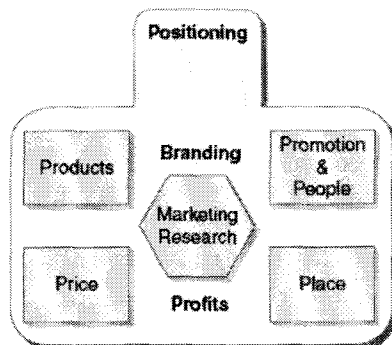 Positioning
Products
Branding
Promotion
&
People
Marketing
Research
Price
Profits
Place